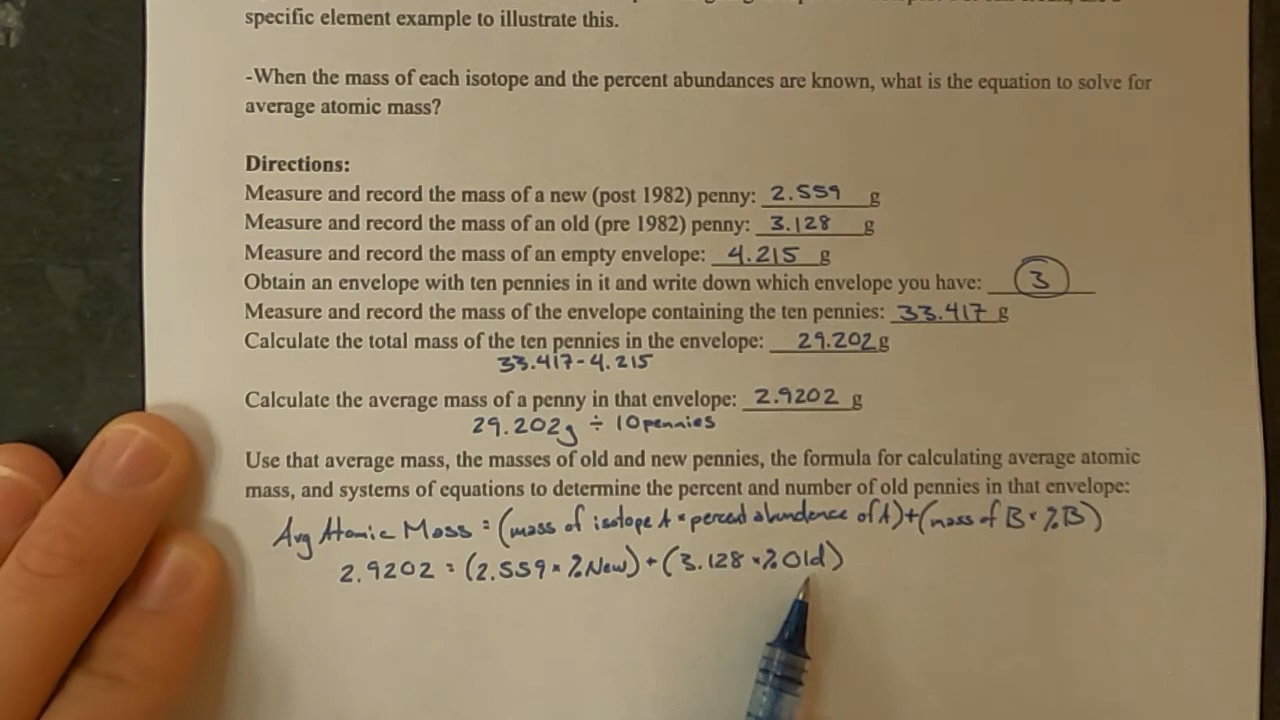 specific element example to illustrate this.
-When the mass of each isotope and the percent abundances are known, what is the equation to solve for
average atomic mass?
Directions:
Measure and record the mass of a new (post 1982) penny: 2.559 g
Measure and record the mass of an old (pre 1982) penny: 3.128 g
Measure and record the mass of an empty envelope: 4.215 g
Obtain an envelope with ten pennies in it and write down which envelope you have: 3
Measure and record the mass of the envelope containing the ten pennies: 33.417 g
Calculate the total mass of the ten pennies in the envelope: 29.202 g
33.417-4.215
Calculate the average mass of a penny in that envelope: 2.9202 g
29.202g ÷ 10 pennies
Use that average mass, the masses of old and new pennies, the formula for calculating average atomic
mass, and systems of equations to determine the percent and number of old pennies in that envelope:
Avg Atomic Mass = (mass of isotope A × percent abundance of A) + (mass of B × %B)
2.9202 = (2.559 × %New) + (3.128 × %Old)